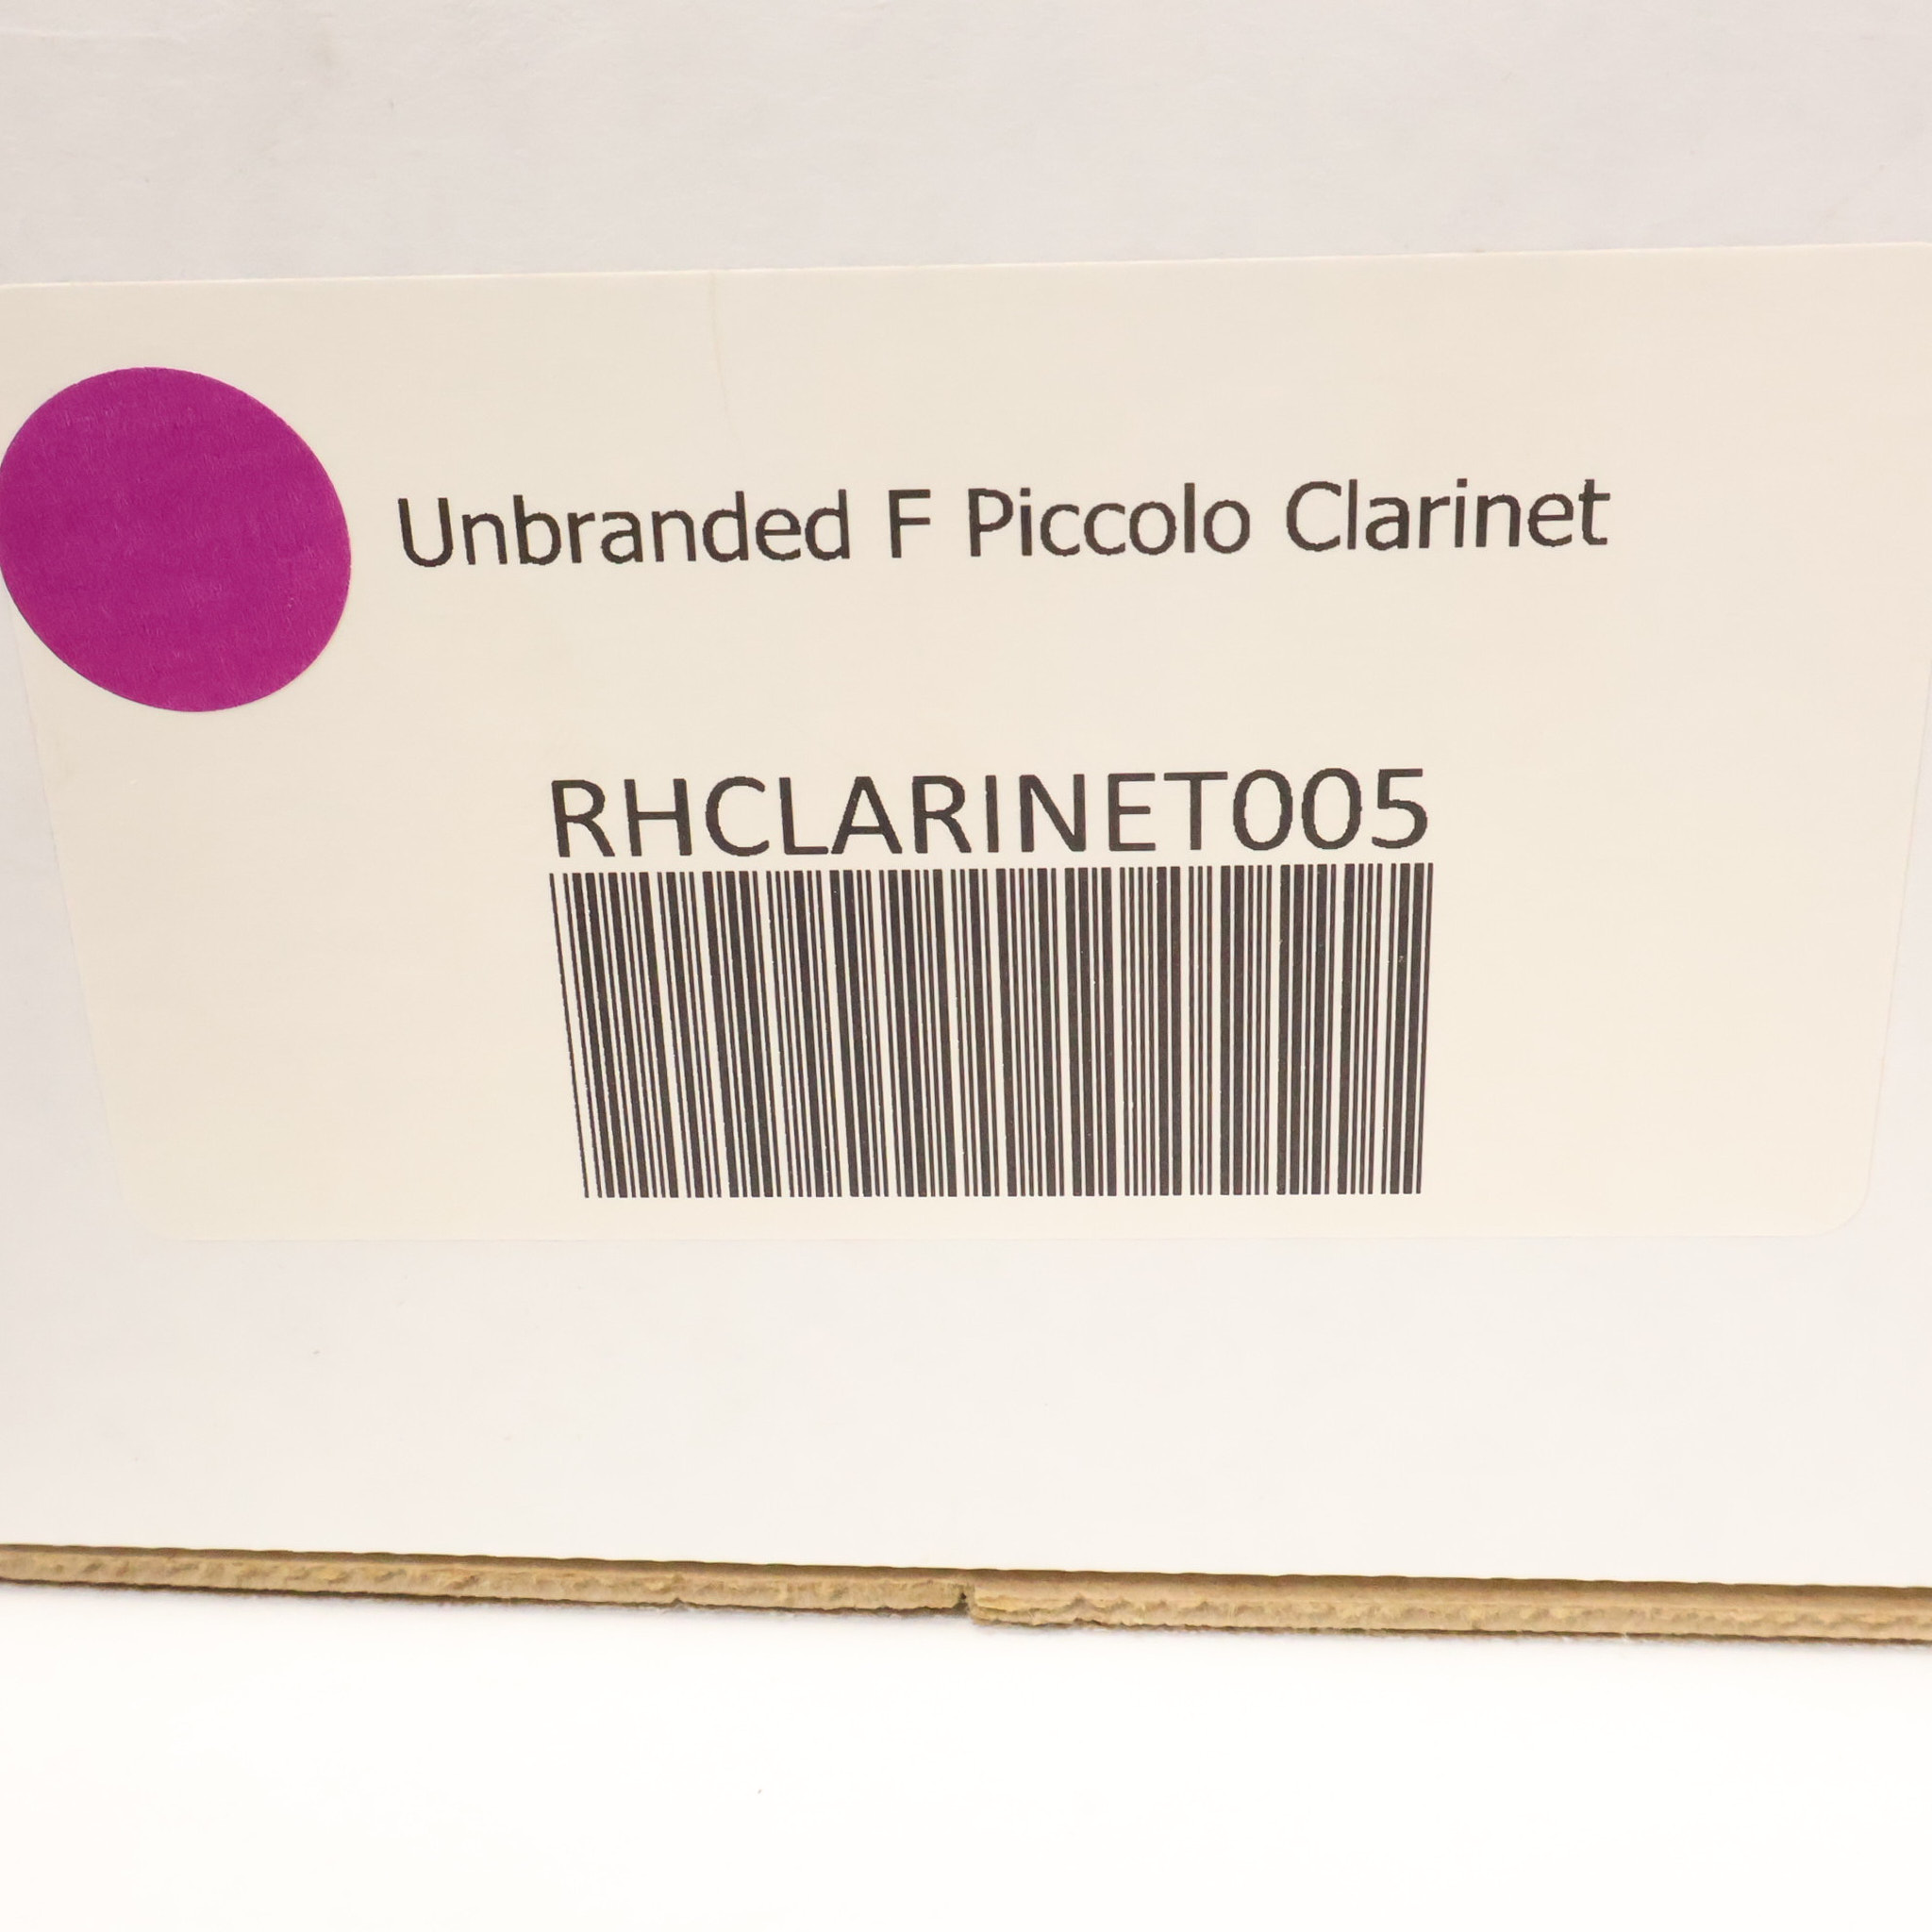 Unbranded F Piccolo Clarinet
RHCLARINET005